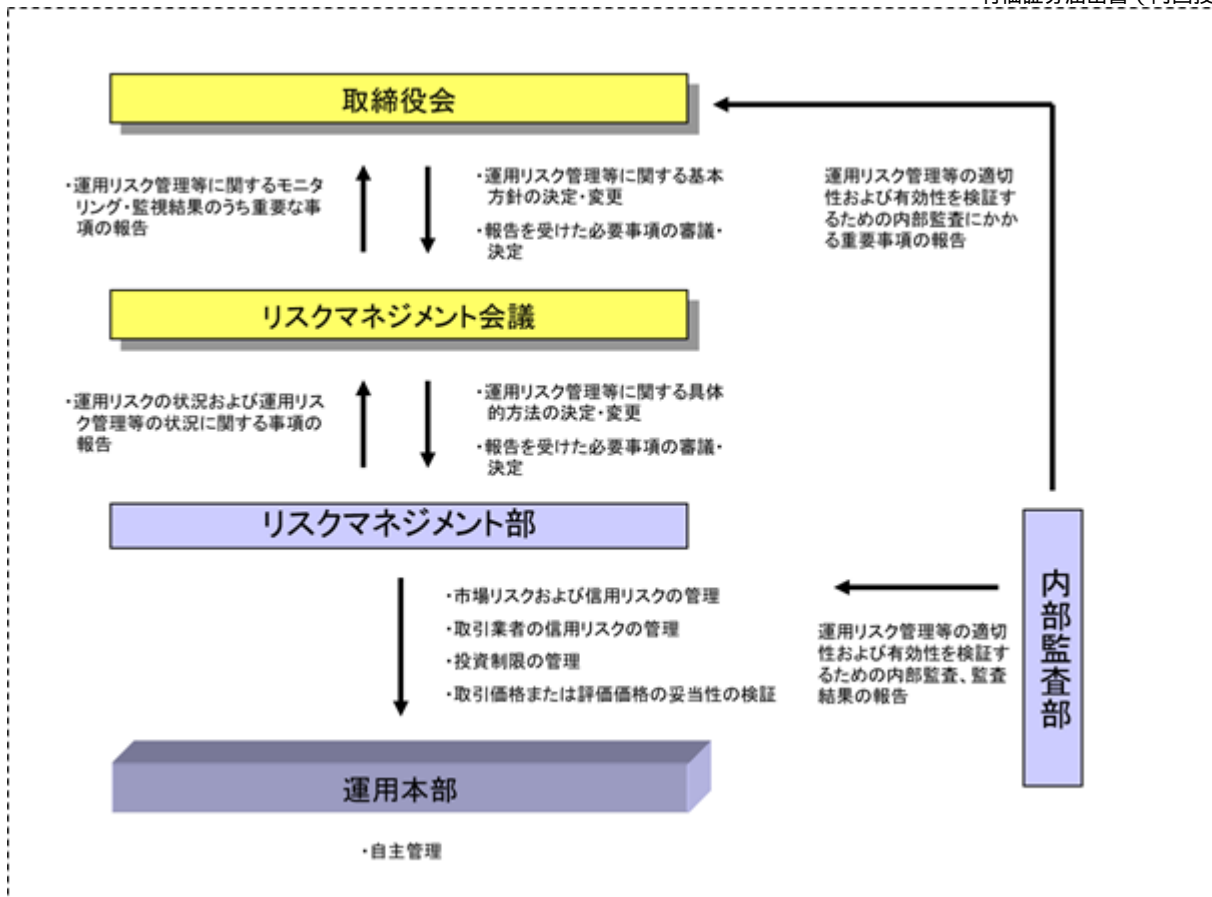 取締役会
・運用リスク管理等に関するモニタ
リング・監視結果のうち重要な事
項の報告
・運用リスク管理等に関する基本
方針の決定・変更
・報告を受けた必要事項の審議・
決定
運用リスク管理等の適切
性および有効性を検証す
るための内部監査にかか
る重要事項の報告
リスクマネジメント会議
・運用リスクの状況および運用リス
ク管理等の状況に関する事項の
報告
・運用リスク管理等に関する具体
的方法の決定・変更
・報告を受けた必要事項の審議・
決定
リスクマネジメント部
・市場リスクおよび信用リスクの管理
・取引業者の信用リスクの管理
・投資制限の管理
・取引価格または評価価格の妥当性の検証
運用リスク管理等の適切
性および有効性を検証す
るための内部監査、監査
結果の報告
内部監査部
運用本部
・自主管理